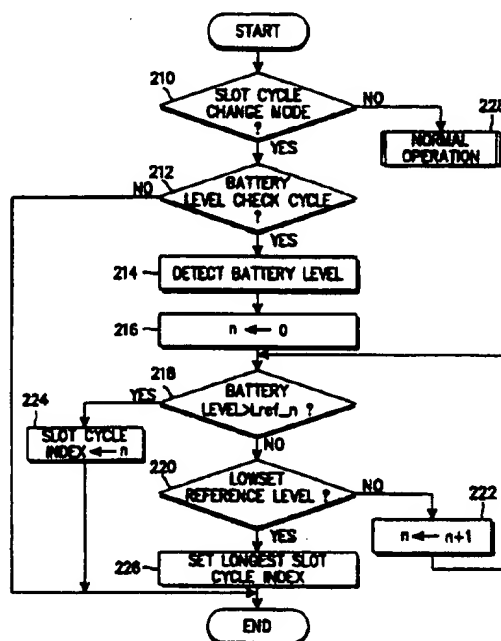 START
210
SLOT CYCLE
CHANGE MODE
?
NO
228
NORMAL
OPERATION
YES
212
NO
BATTERY
LEVEL CHECK CYCLE
?
YES
214
DETECT BATTERY LEVEL
216
n ← 0
218
YES
BATTERY
LEVEL>Lref_n ?
224
SLOT CYCLE
INDEX ← n
NO
220
LOWSET
REFERENCE LEVEL ?
NO
222
n ← n+1
YES
226
SET LONGEST SLOT
CYCLE INDEX
END